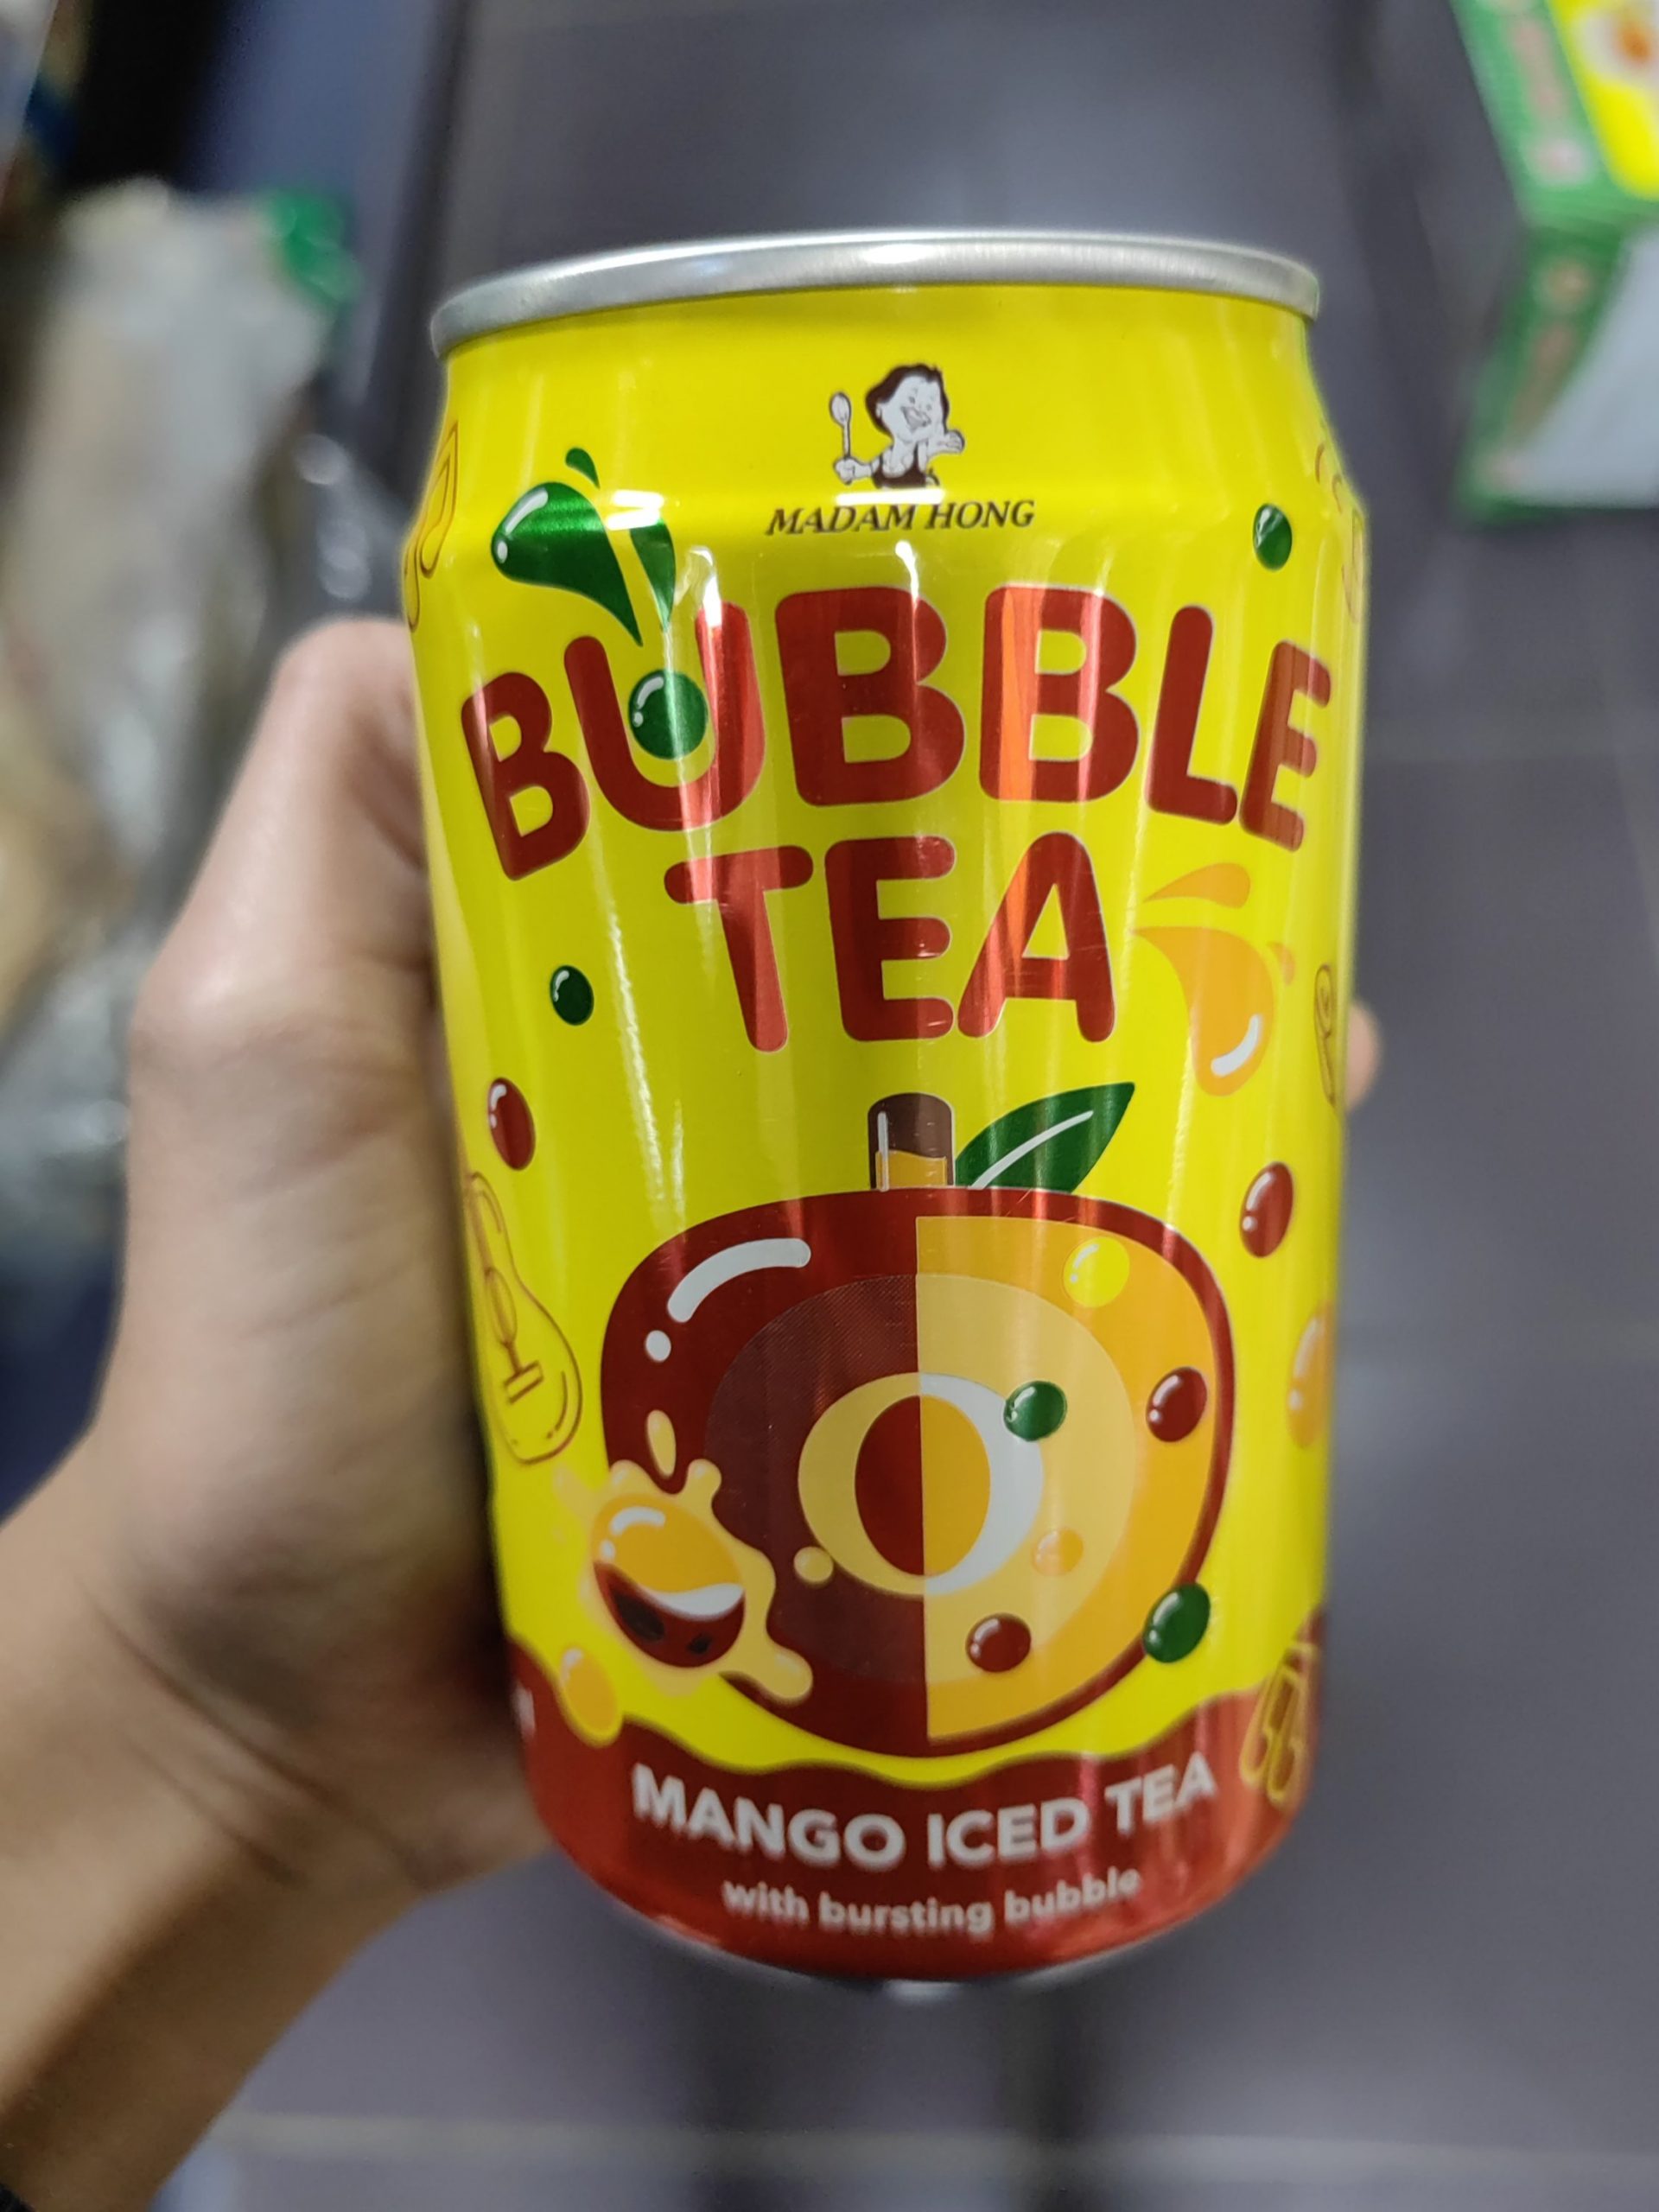 MADAM HONG
BUBBLE
TEA
MANGO ICED TEA
with bursting bubble